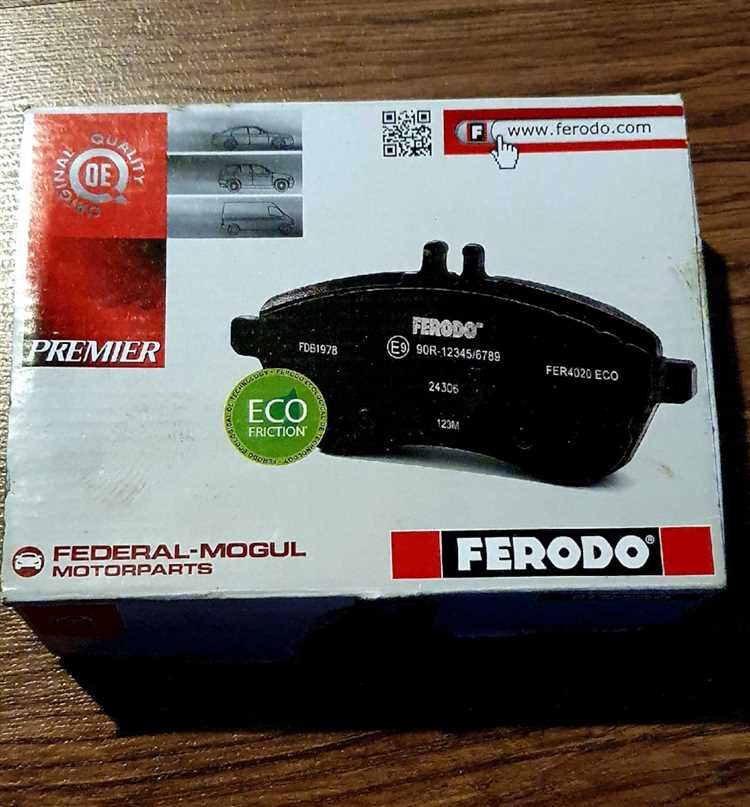 ORIGINAL QUALITY
OE
F www.ferodo.com
PREMIER
FERODO
FDB1978
E9 90R-12345/6789
FER4020 ECO
24306
123M
ECO
FRICTION
FEDERAL-MOGUL
MOTORPARTS
FERODO®